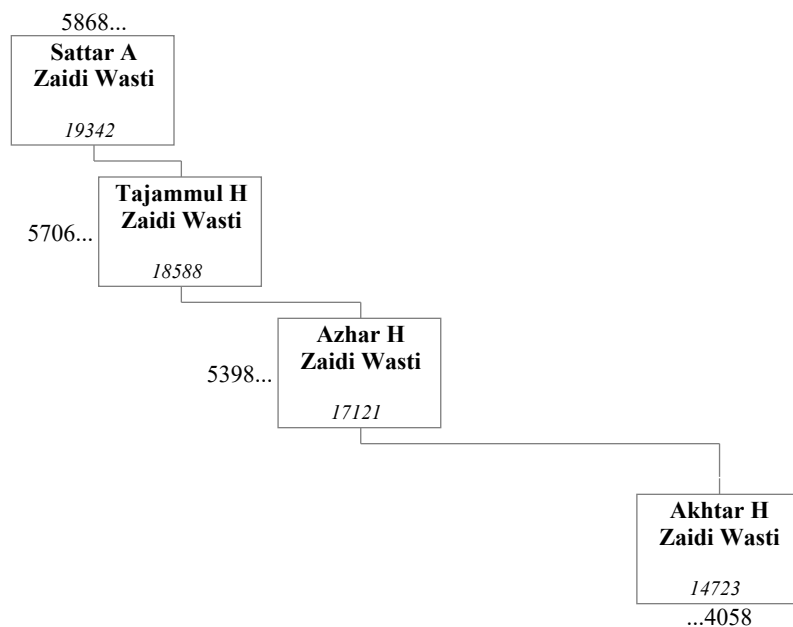 5868...
Sattar A
Zaidi Wasti
19342
Tajammul H
Zaidi Wasti
5706...
18588
Azhar H
Zaidi Wasti
5398...
17121
Akhtar H
Zaidi Wasti
14723
...4058